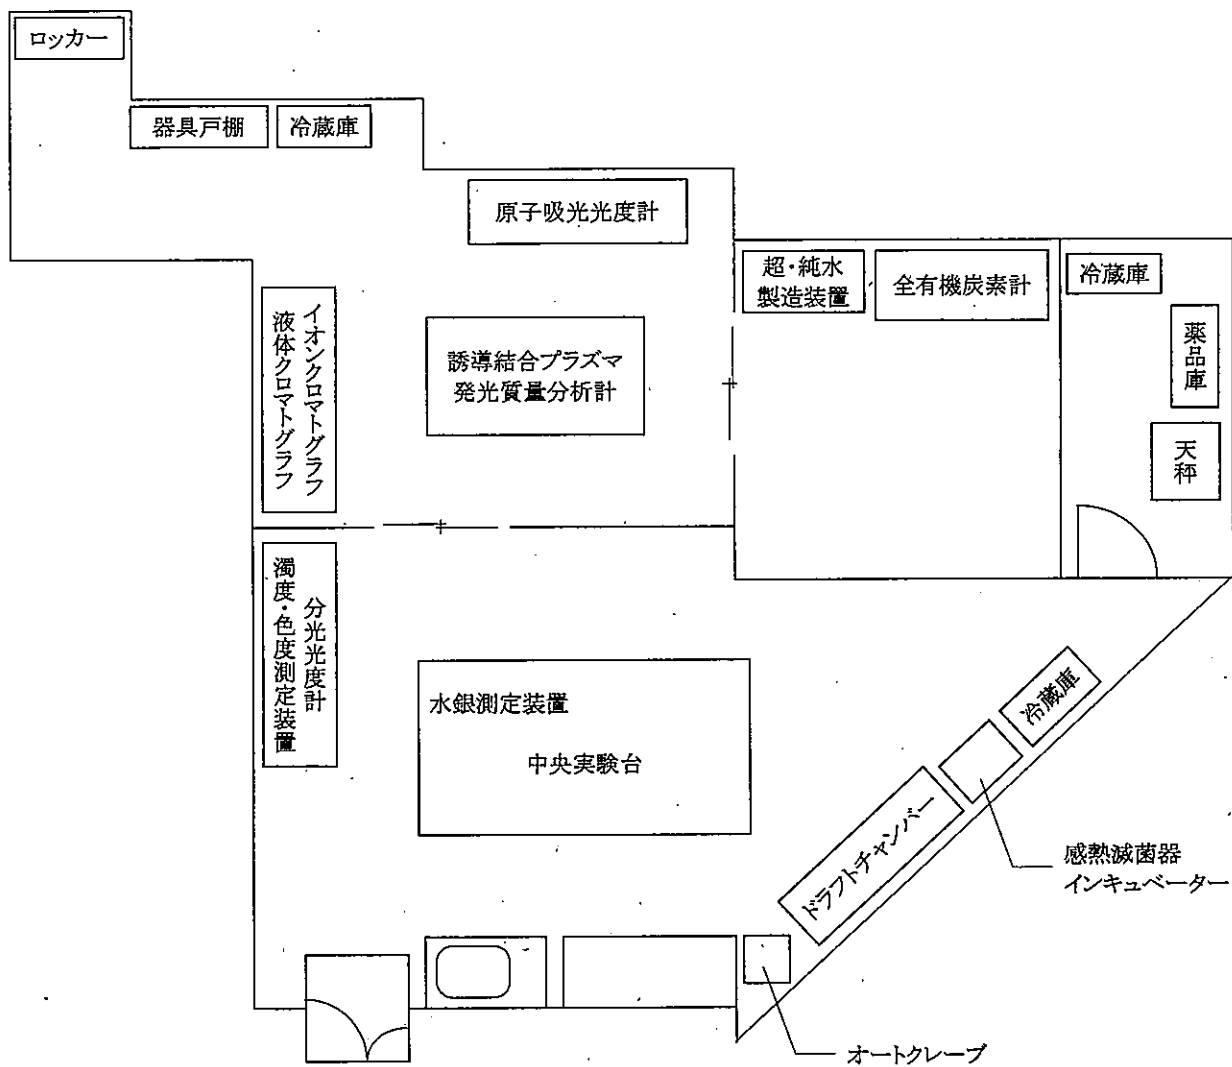 ロッカー
器具戸棚
冷蔵庫
原子吸光光度計
超・純水
製造装置
全有機炭素計
冷蔵庫
薬品庫
天秤
イオンクロマトグラフ
液体クロマトグラフ
誘導結合プラズマ
発光質量分析計
分光光度計
濁度・色度測定装置
水銀測定装置
中央実験台
冷蔵庫
ドラフトチャンバー
感熱滅菌器
インキュベーター
オートクレーブ